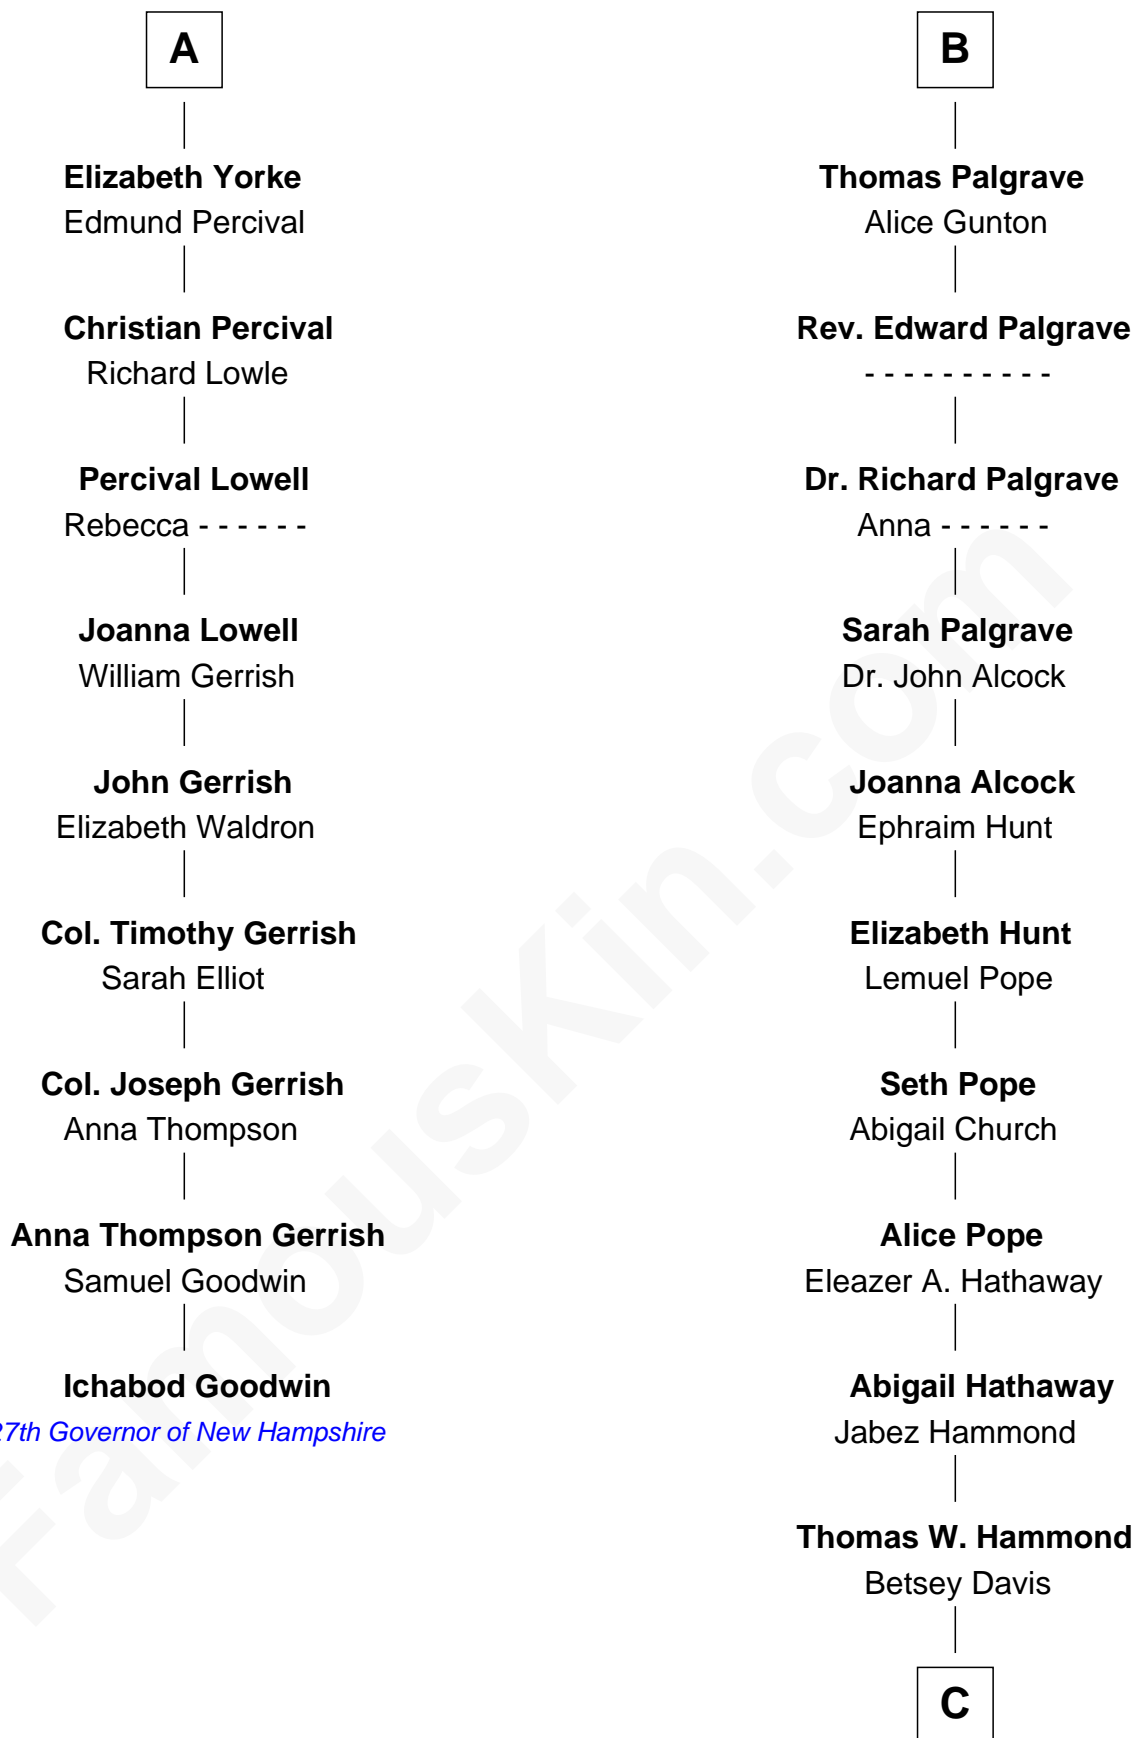 A
Elizabeth Yorke
Edmund Percival
Christian Percival
Richard Lowle
Percival Lowell
Rebecca - - - - - -
Joanna Lowell
William Gerrish
John Gerrish
Elizabeth Waldron
Col. Timothy Gerrish
Sarah Elliot
Col. Joseph Gerrish
Anna Thompson
Anna Thompson Gerrish
Samuel Goodwin
Ichabod Goodwin
27th Governor of New Hampshire
B
Thomas Palgrave
Alice Gunton
Rev. Edward Palgrave
- - - - - - - - - -
Dr. Richard Palgrave
Anna - - - - - -
Sarah Palgrave
Dr. John Alcock
Joanna Alcock
Ephraim Hunt
Elizabeth Hunt
Lemuel Pope
Seth Pope
Abigail Church
Alice Pope
Eleazer A. Hathaway
Abigail Hathaway
Jabez Hammond
Thomas W. Hammond
Betsey Davis
C
FamousKin.com